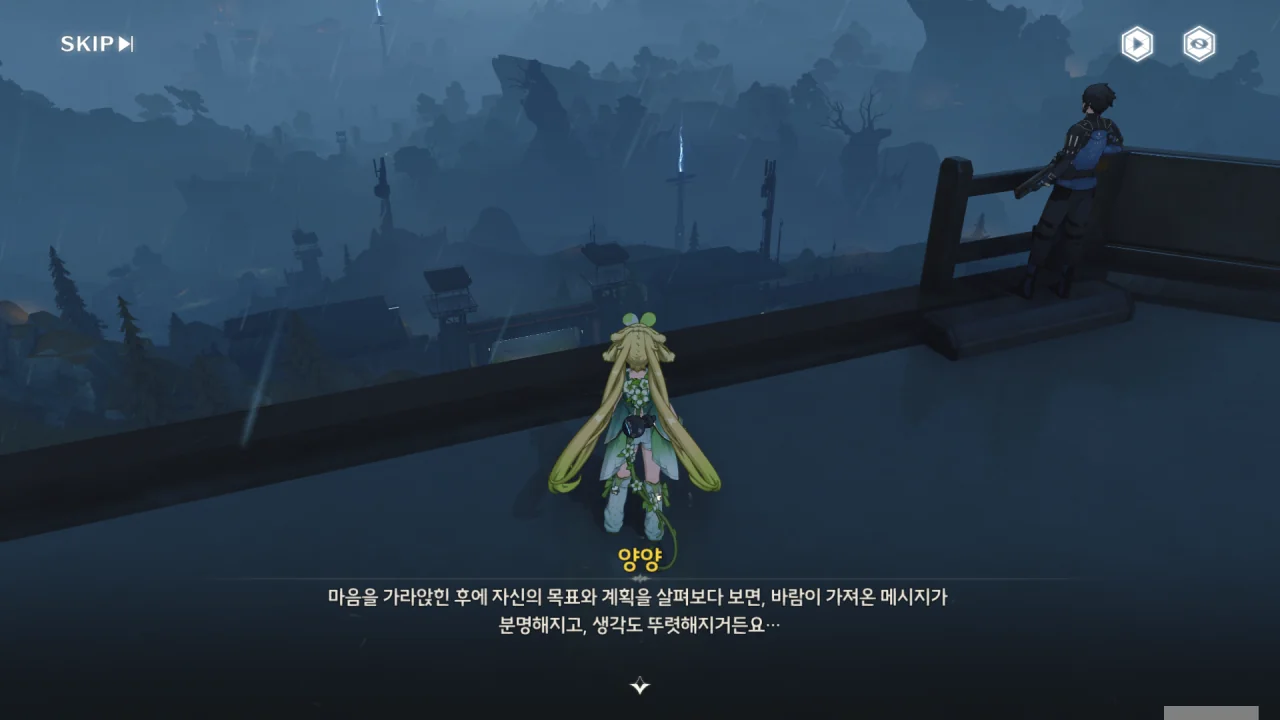 SKIP
양양
마음을 가라앉힌 후에 자신의 목표와 계획을 살펴보다 보면, 바람이 가져온 메시지가
분명해지고, 생각도 뚜렷해지거든요…